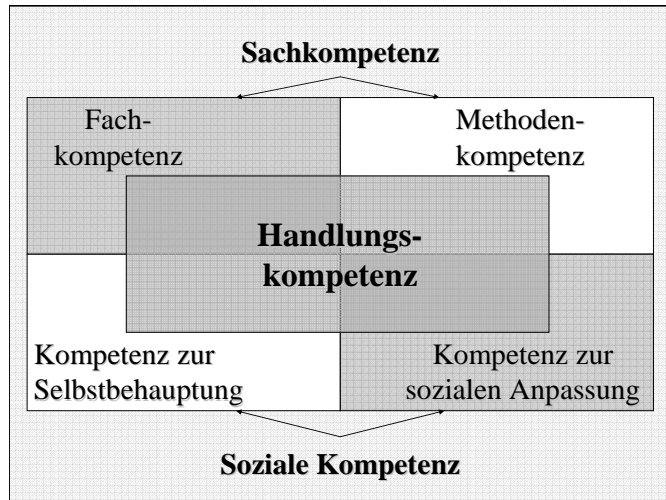 Sachkompetenz
Fach-
kompetenz
Methoden-
kompetenz
Handlungs-
kompetenz
Kompetenz zur
Selbstbehauptung
Kompetenz zur
sozialen Anpassung
Soziale Kompetenz